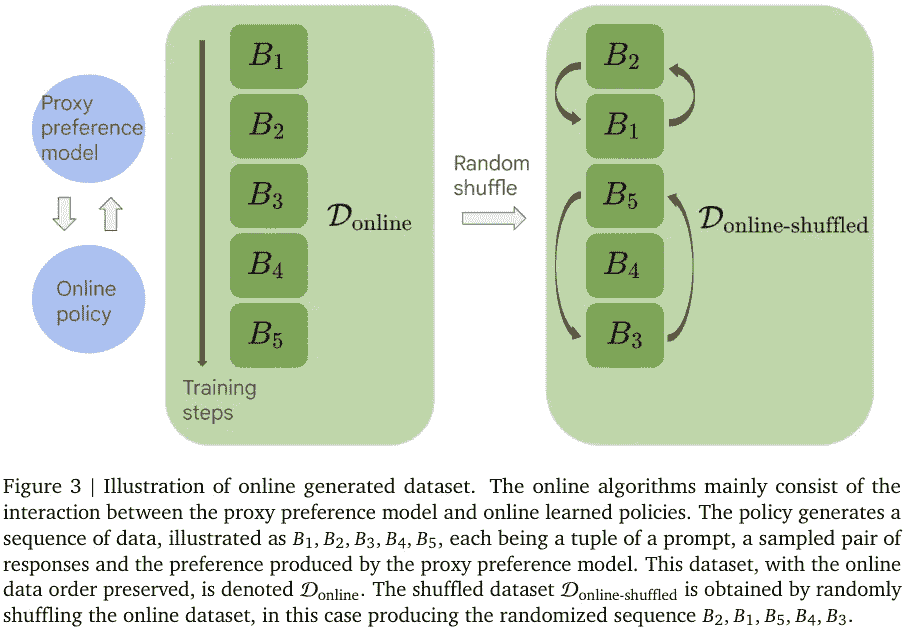 Proxy
preference
model
Online
policy
B₁
B₂
B₃
B₄
B₅
𝒟online
Training
steps
Random
shuffle
B₂
B₁
B₅
B₄
B₃
𝒟online-shuffled
Figure 3 | Illustration of online generated dataset. The online algorithms mainly consist of the
interaction between the proxy preference model and online learned policies. The policy generates a
sequence of data, illustrated as B₁, B₂, B₃, B₄, B₅, each being a tuple of a prompt, a sampled pair of
responses and the preference produced by the proxy preference model. This dataset, with the online
data order preserved, is denoted 𝒟online. The shuffled dataset 𝒟online-shuffled is obtained by randomly
shuffling the online dataset, in this case producing the randomized sequence B₂, B₁, B₅, B₄, B₃.